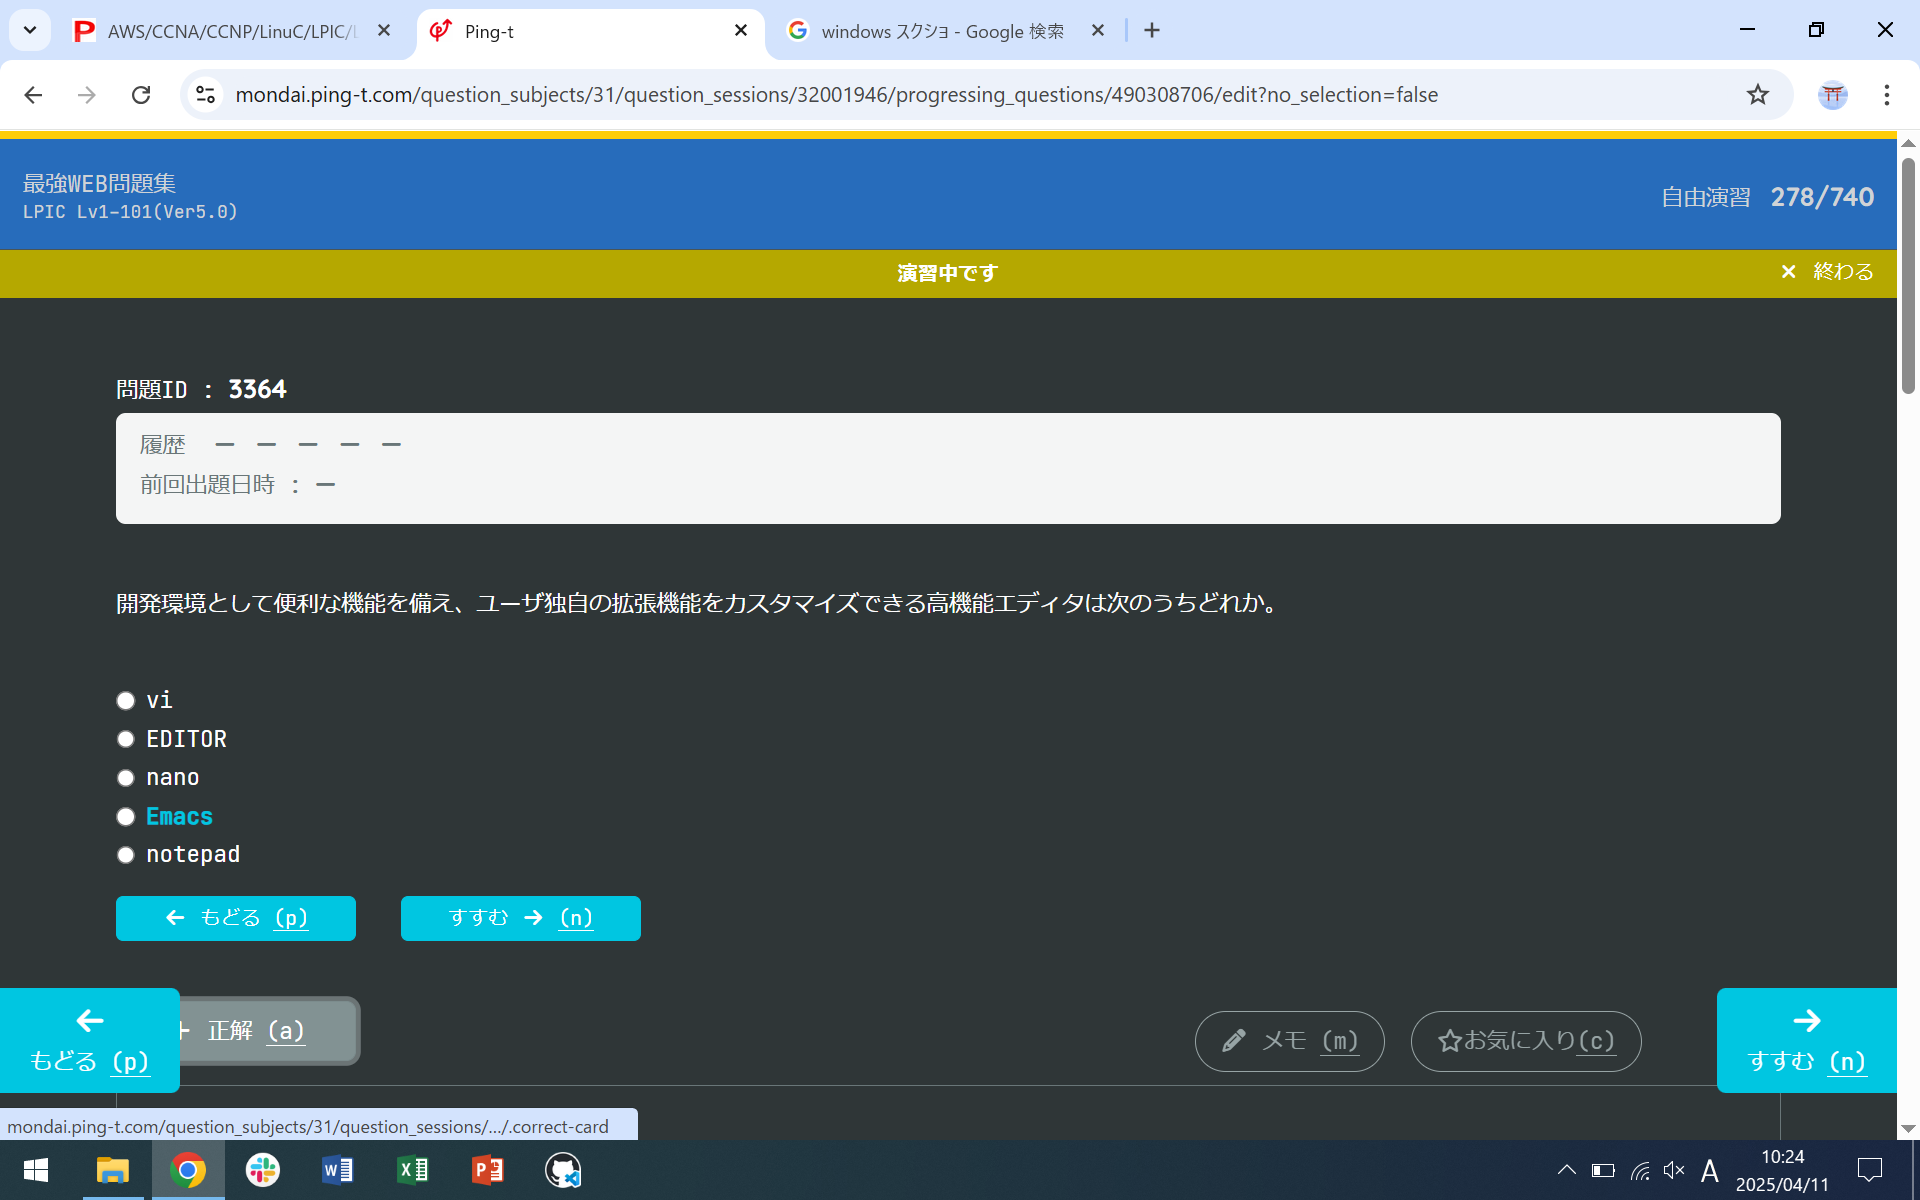 AWS/CCNA/CCNP/LinuC/LPIC/
Ping-t
windows スクショ - Google 検索
mondai.ping-t.com/question_subjects/31/question_sessions/32001946/progressing_questions/490308706/edit?no_selection=false
最強WEB問題集
LPIC Lv1-101(Ver5.0)
自由演習 278/740
演習中です
× 終わる
問題ID : 3364
履歴 ー ー ー ー ー
前回出題日時 : ー
開発環境として便利な機能を備え、ユーザ独自の拡張機能をカスタマイズできる高機能エディタは次のうちどれか。
vi
EDITOR
nano
Emacs
notepad
← もどる (p)
すすむ → (n)
← もどる (p)
正解 (a)
メモ (m)
☆お気に入り(c)
→ すすむ (n)
mondai.ping-t.com/question_subjects/31/question_sessions/.../.correct-card
A
10:24
2025/04/11